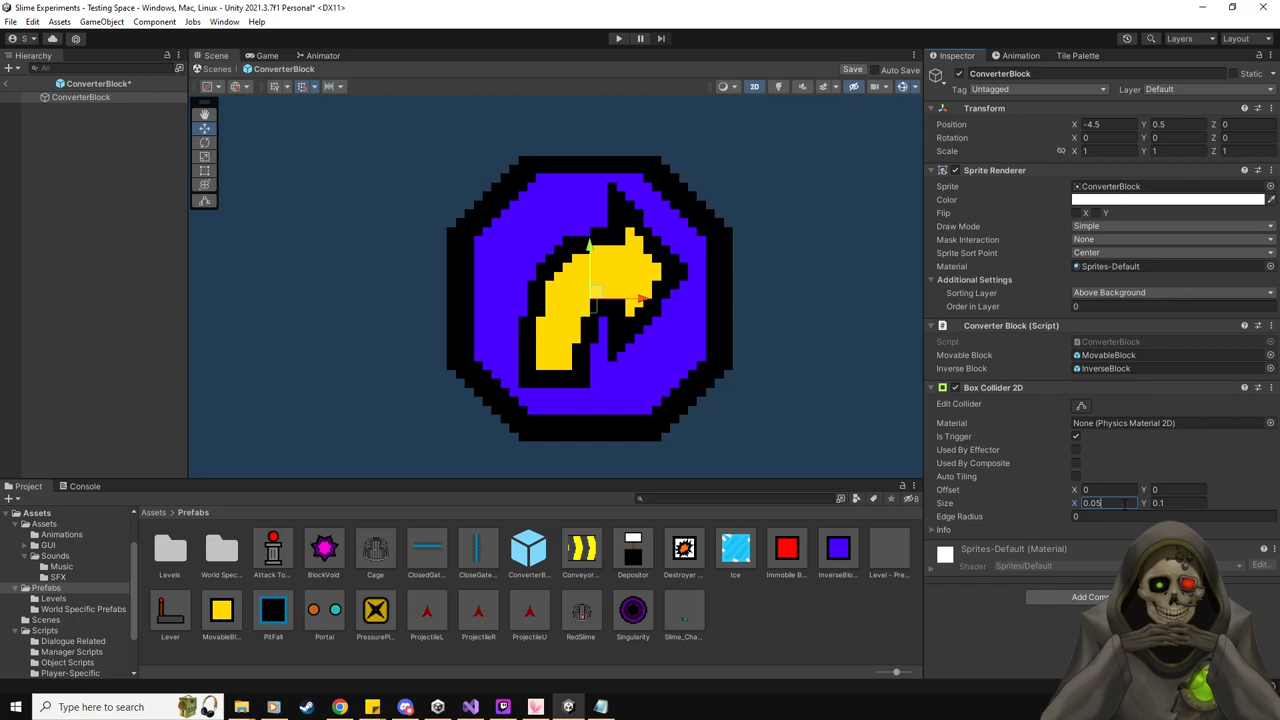 Slime Experiments - Testing Space - Windows, Mac, Linux - Unity 2021.3.7f1 Personal* <DX11>
File Edit Assets GameObject Component Jobs Window Help
S Layers Layout
Hierarchy Scene Game Animator Inspector Animation Tile Palette
All
Scenes ConverterBlock Save Auto Save
ConverterBlock*
ConverterBlock
2D
ConverterBlock Static
Tag Untagged Layer Default
Transform
Position X -4.5 Y 0.5 Z 0
Rotation X 0 Y 0 Z 0
Scale X 1 Y 1 Z 1
Sprite Renderer
Sprite ConverterBlock
Color
Flip X Y
Draw Mode Simple
Mask Interaction None
Sprite Sort Point Center
Material Sprites-Default
Additional Settings
Sorting Layer Above Background
Order in Layer 0
Converter Block (Script)
Script ConverterBlock
Movable Block MovableBlock
Inverse Block InverseBlock
Box Collider 2D
Edit Collider
Material None (Physics Material 2D)
Is Trigger
Used By Effector
Used By Composite
Auto Tiling
Offset X 0 Y 0
Size X 0.05 Y 0.1
Edge Radius 0
Info
Sprites-Default (Material)
Shader Sprites/Default Edit...
Add Com
Project Console
8
Assets
Assets
Animations
GUI
Sounds
Music
SFX
Prefabs
Levels
World Specific Prefabs
Scenes
Scripts
Dialogue Related
Manager Scripts
Object Scripts
Player-Specific
Assets > Prefabs
Levels World Spec... Attack To... BlockVoid Cage ClosedGat... CloseGate... ConverterB... Conveyor... Depositor Destroyer ... Ice Immobile B... InverseBlo... Level - Pre...
Lever MovableBl... PitFall Portal PressurePl... ProjectileL ProjectileR ProjectileU RedSlime Singularity Slime_Cha...
Type here to search